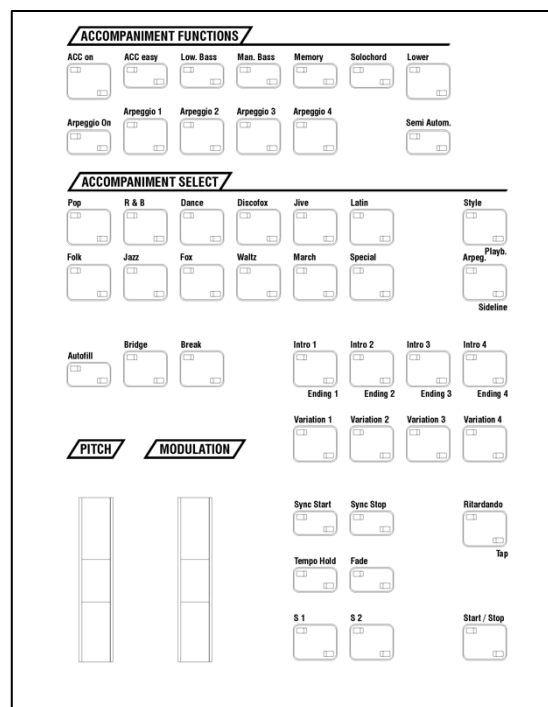 ACCOMPANIMENT FUNCTIONS
ACC on ACC easy Low. Bass Man. Bass Memory Solochord Lower
Arpeggio On Arpeggio 1 Arpeggio 2 Arpeggio 3 Arpeggio 4 Semi Autom.
ACCOMPANIMENT SELECT
Pop R & B Dance Discofox Jive Latin Style
Playb.
Folk Jazz Fox Waltz March Special Arpeg.
Sideline
Autofill Bridge Break Intro 1 Intro 2 Intro 3 Intro 4
Ending 1 Ending 2 Ending 3 Ending 4
Variation 1 Variation 2 Variation 3 Variation 4
PITCH MODULATION
Sync Start Sync Stop Ritardando
Tap
Tempo Hold Fade
S 1 S 2 Start / Stop